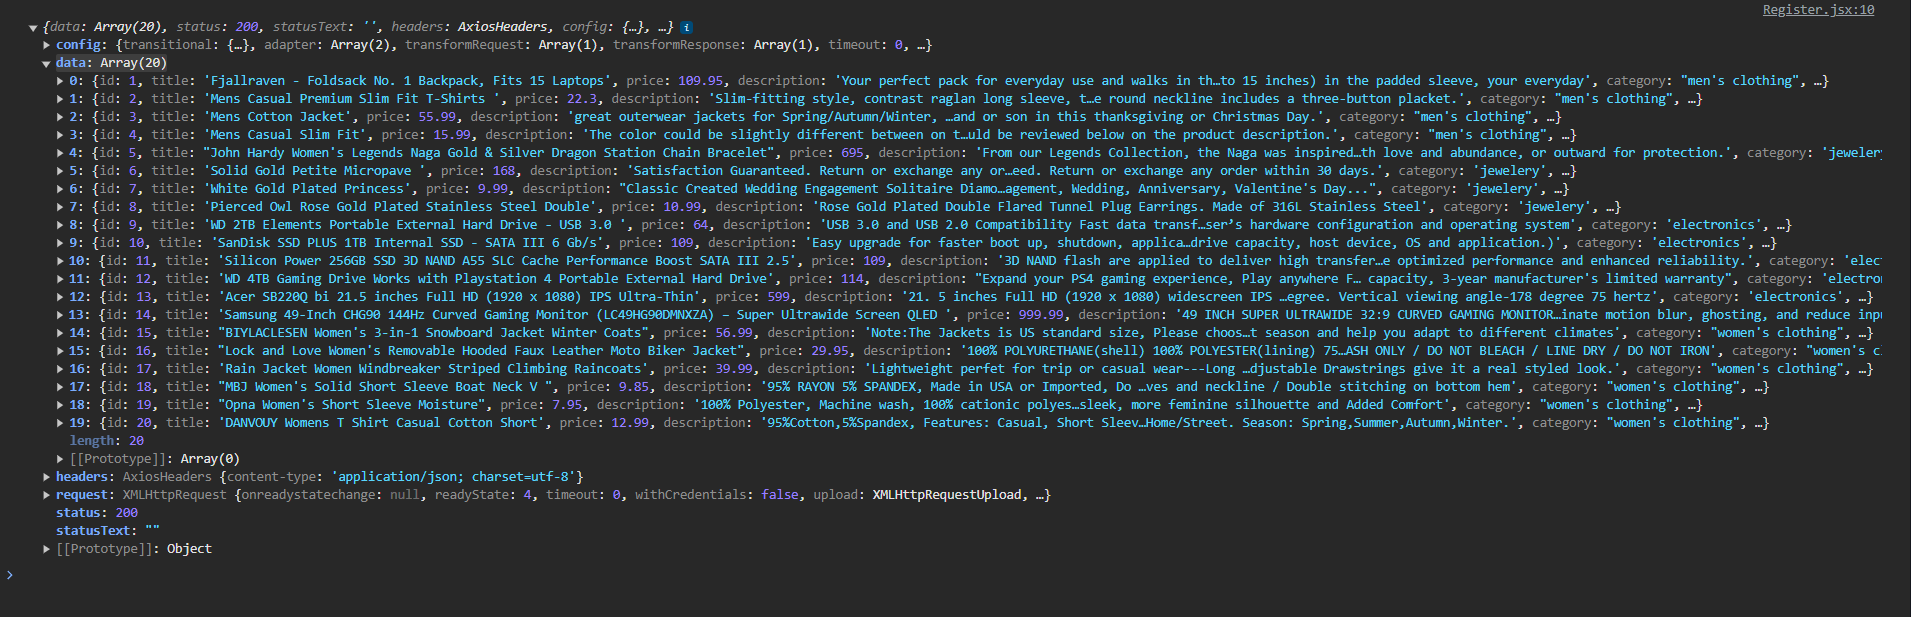 Register.jsx:10
▼ {data: Array(20), status: 200, statusText: '', headers: AxiosHeaders, config: {…}, …} i
▶ config: {transitional: {…}, adapter: Array(2), transformRequest: Array(1), transformResponse: Array(1), timeout: 0, …}
▼ data: Array(20)
▶ 0: {id: 1, title: 'Fjallraven - Foldsack No. 1 Backpack, Fits 15 Laptops', price: 109.95, description: 'Your perfect pack for everyday use and walks in th…to 15 inches) in the padded sleeve, your everyday', category: "men's clothing", …}
▶ 1: {id: 2, title: 'Mens Casual Premium Slim Fit T-Shirts ', price: 22.3, description: 'Slim-fitting style, contrast raglan long sleeve, t…e round neckline includes a three-button placket.', category: "men's clothing", …}
▶ 2: {id: 3, title: 'Mens Cotton Jacket', price: 55.99, description: 'great outerwear jackets for Spring/Autumn/Winter, …and or son in this thanksgiving or Christmas Day.', category: "men's clothing", …}
▶ 3: {id: 4, title: 'Mens Casual Slim Fit', price: 15.99, description: 'The color could be slightly different between on t…uld be reviewed below on the product description.', category: "men's clothing", …}
▶ 4: {id: 5, title: "John Hardy Women's Legends Naga Gold & Silver Dragon Station Chain Bracelet", price: 695, description: 'From our Legends Collection, the Naga was inspired…th love and abundance, or outward for protection.', category: 'jewelery
▶ 5: {id: 6, title: 'Solid Gold Petite Micropave ', price: 168, description: 'Satisfaction Guaranteed. Return or exchange any or…eed. Return or exchange any order within 30 days.', category: 'jewelery', …}
▶ 6: {id: 7, title: 'White Gold Plated Princess', price: 9.99, description: "Classic Created Wedding Engagement Solitaire Diamo…agement, Wedding, Anniversary, Valentine's Day...", category: 'jewelery', …}
▶ 7: {id: 8, title: 'Pierced Owl Rose Gold Plated Stainless Steel Double', price: 10.99, description: 'Rose Gold Plated Double Flared Tunnel Plug Earrings. Made of 316L Stainless Steel', category: 'jewelery', …}
▶ 8: {id: 9, title: 'WD 2TB Elements Portable External Hard Drive - USB 3.0 ', price: 64, description: 'USB 3.0 and USB 2.0 Compatibility Fast data transf…ser’s hardware configuration and operating system', category: 'electronics', …}
▶ 9: {id: 10, title: 'SanDisk SSD PLUS 1TB Internal SSD - SATA III 6 Gb/s', price: 109, description: 'Easy upgrade for faster boot up, shutdown, applica…drive capacity, host device, OS and application.)', category: 'electronics', …}
▶ 10: {id: 11, title: 'Silicon Power 256GB SSD 3D NAND A55 SLC Cache Performance Boost SATA III 2.5', price: 109, description: '3D NAND flash are applied to deliver high transfer…e optimized performance and enhanced reliability.', category: 'elec
▶ 11: {id: 12, title: 'WD 4TB Gaming Drive Works with Playstation 4 Portable External Hard Drive', price: 114, description: "Expand your PS4 gaming experience, Play anywhere F… capacity, 3-year manufacturer's limited warranty", category: 'electron
▶ 12: {id: 13, title: 'Acer SB220Q bi 21.5 inches Full HD (1920 x 1080) IPS Ultra-Thin', price: 599, description: '21. 5 inches Full HD (1920 x 1080) widescreen IPS …egree. Vertical viewing angle-178 degree 75 hertz', category: 'electronics', …}
▶ 13: {id: 14, title: 'Samsung 49-Inch CHG90 144Hz Curved Gaming Monitor (LC49HG90DMNXZA) – Super Ultrawide Screen QLED ', price: 999.99, description: '49 INCH SUPER ULTRAWIDE 32:9 CURVED GAMING MONITOR…inate motion blur, ghosting, and reduce inpu
▶ 14: {id: 15, title: "BIYLACLESEN Women's 3-in-1 Snowboard Jacket Winter Coats", price: 56.99, description: 'Note:The Jackets is US standard size, Please choos…t season and help you adapt to different climates', category: "women's clothing", …}
▶ 15: {id: 16, title: "Lock and Love Women's Removable Hooded Faux Leather Moto Biker Jacket", price: 29.95, description: '100% POLYURETHANE(shell) 100% POLYESTER(lining) 75…ASH ONLY / DO NOT BLEACH / LINE DRY / DO NOT IRON', category: "women's cl
▶ 16: {id: 17, title: 'Rain Jacket Women Windbreaker Striped Climbing Raincoats', price: 39.99, description: 'Lightweight perfet for trip or casual wear---Long …djustable Drawstrings give it a real styled look.', category: "women's clothing", …}
▶ 17: {id: 18, title: "MBJ Women's Solid Short Sleeve Boat Neck V ", price: 9.85, description: '95% RAYON 5% SPANDEX, Made in USA or Imported, Do …ves and neckline / Double stitching on bottom hem', category: "women's clothing", …}
▶ 18: {id: 19, title: "Opna Women's Short Sleeve Moisture", price: 7.95, description: '100% Polyester, Machine wash, 100% cationic polyes…sleek, more feminine silhouette and Added Comfort', category: "women's clothing", …}
▶ 19: {id: 20, title: 'DANVOUY Womens T Shirt Casual Cotton Short', price: 12.99, description: '95%Cotton,5%Spandex, Features: Casual, Short Sleev…Home/Street. Season: Spring,Summer,Autumn,Winter.', category: "women's clothing", …}
length: 20
▶ [[Prototype]]: Array(0)
▶ headers: AxiosHeaders {content-type: 'application/json; charset=utf-8'}
▶ request: XMLHttpRequest {onreadystatechange: null, readyState: 4, timeout: 0, withCredentials: false, upload: XMLHttpRequestUpload, …}
status: 200
statusText: ""
▶ [[Prototype]]: Object
>